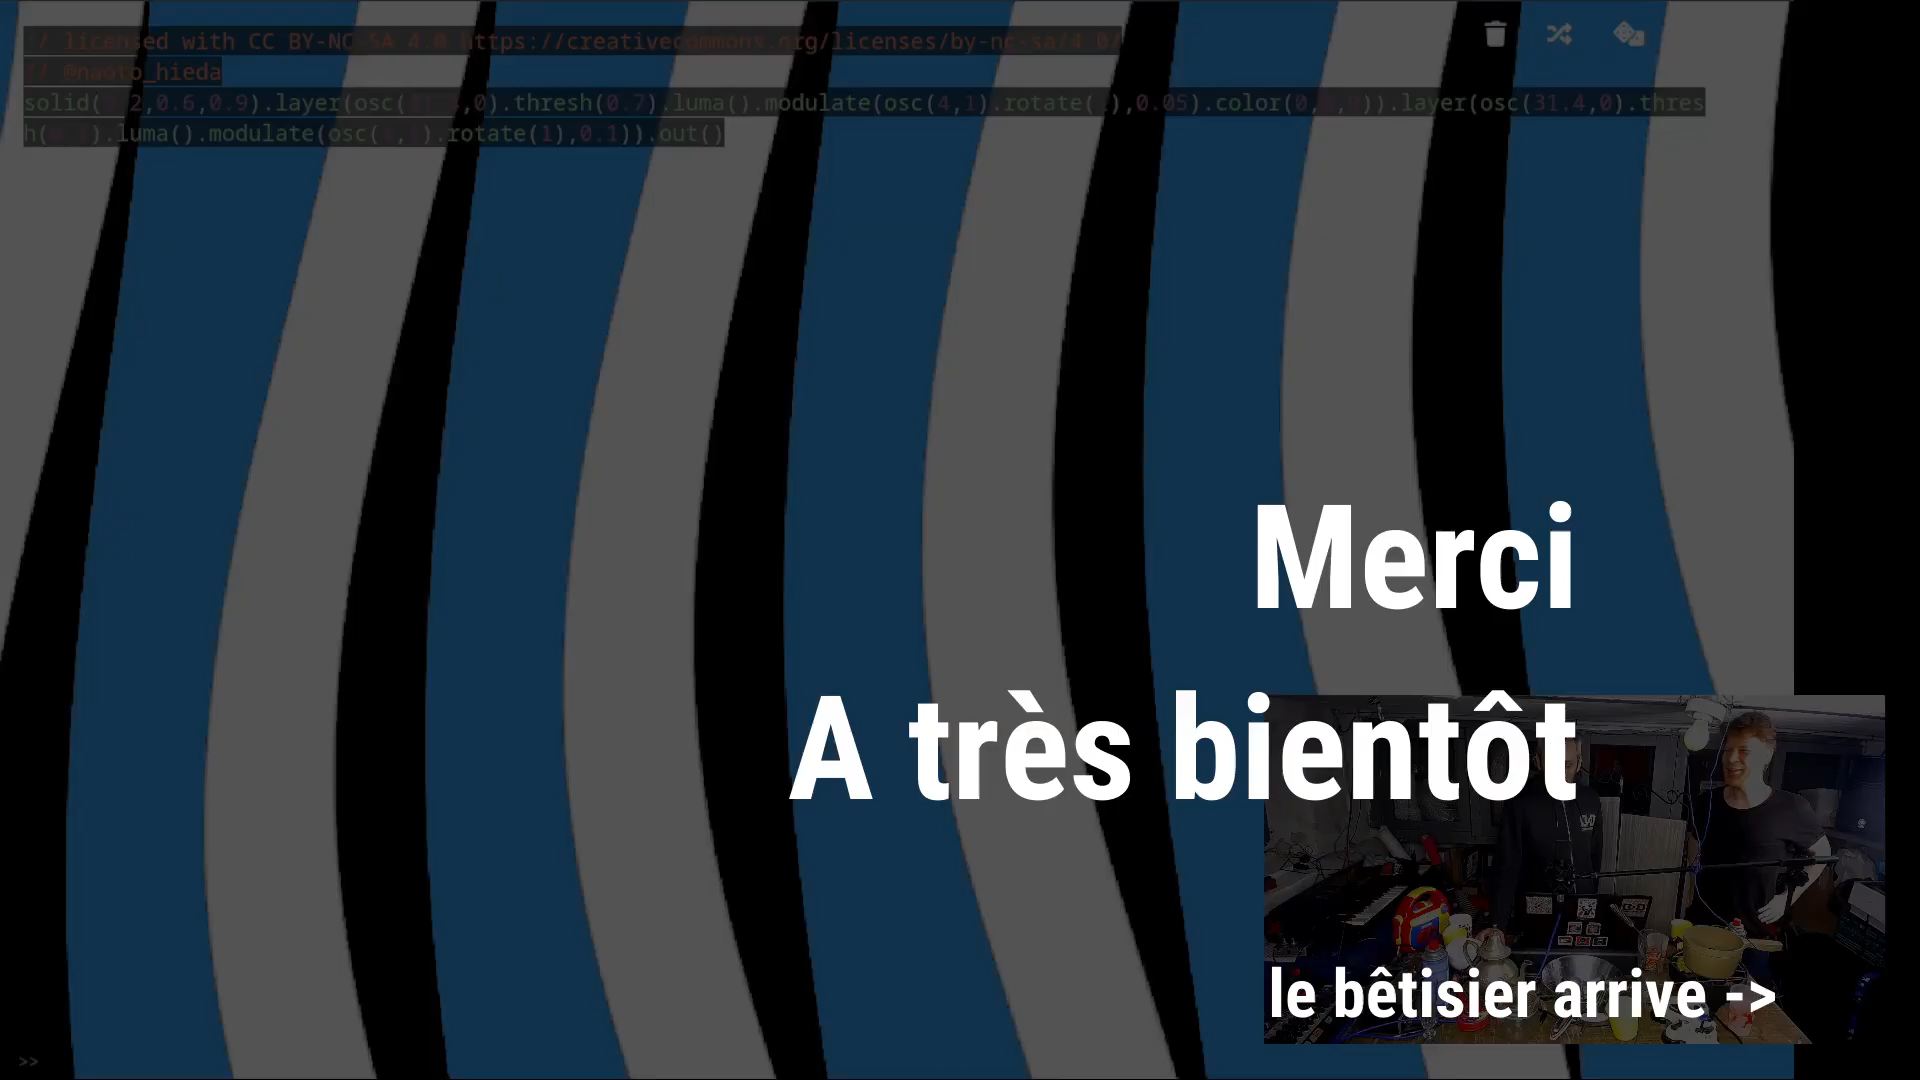 // licensed with CC BY-NC-SA 4.0 https://creativecommons.org/licenses/by-nc-sa/4.0/
// @naoto_hieda
solid( 2,0.6,0.9).layer(osc( ,0).thresh(0.7).luma().modulate(osc(4,1).rotate( ),0.05).color(0, , )).layer(osc(31.4,0).thres
h( ).luma().modulate(osc( , ).rotate(1),0.1)).out()
Merci
A très bientôt
le bêtisier arrive ->
>>